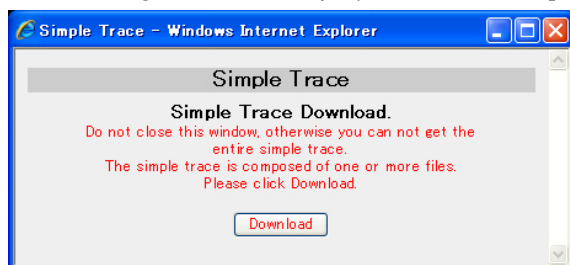 Simple Trace - Windows Internet Explorer
Simple Trace
Simple Trace Download.
Do not close this window, otherwise you can not get the
entire simple trace.
The simple trace is composed of one or more files.
Please click Download.
Download